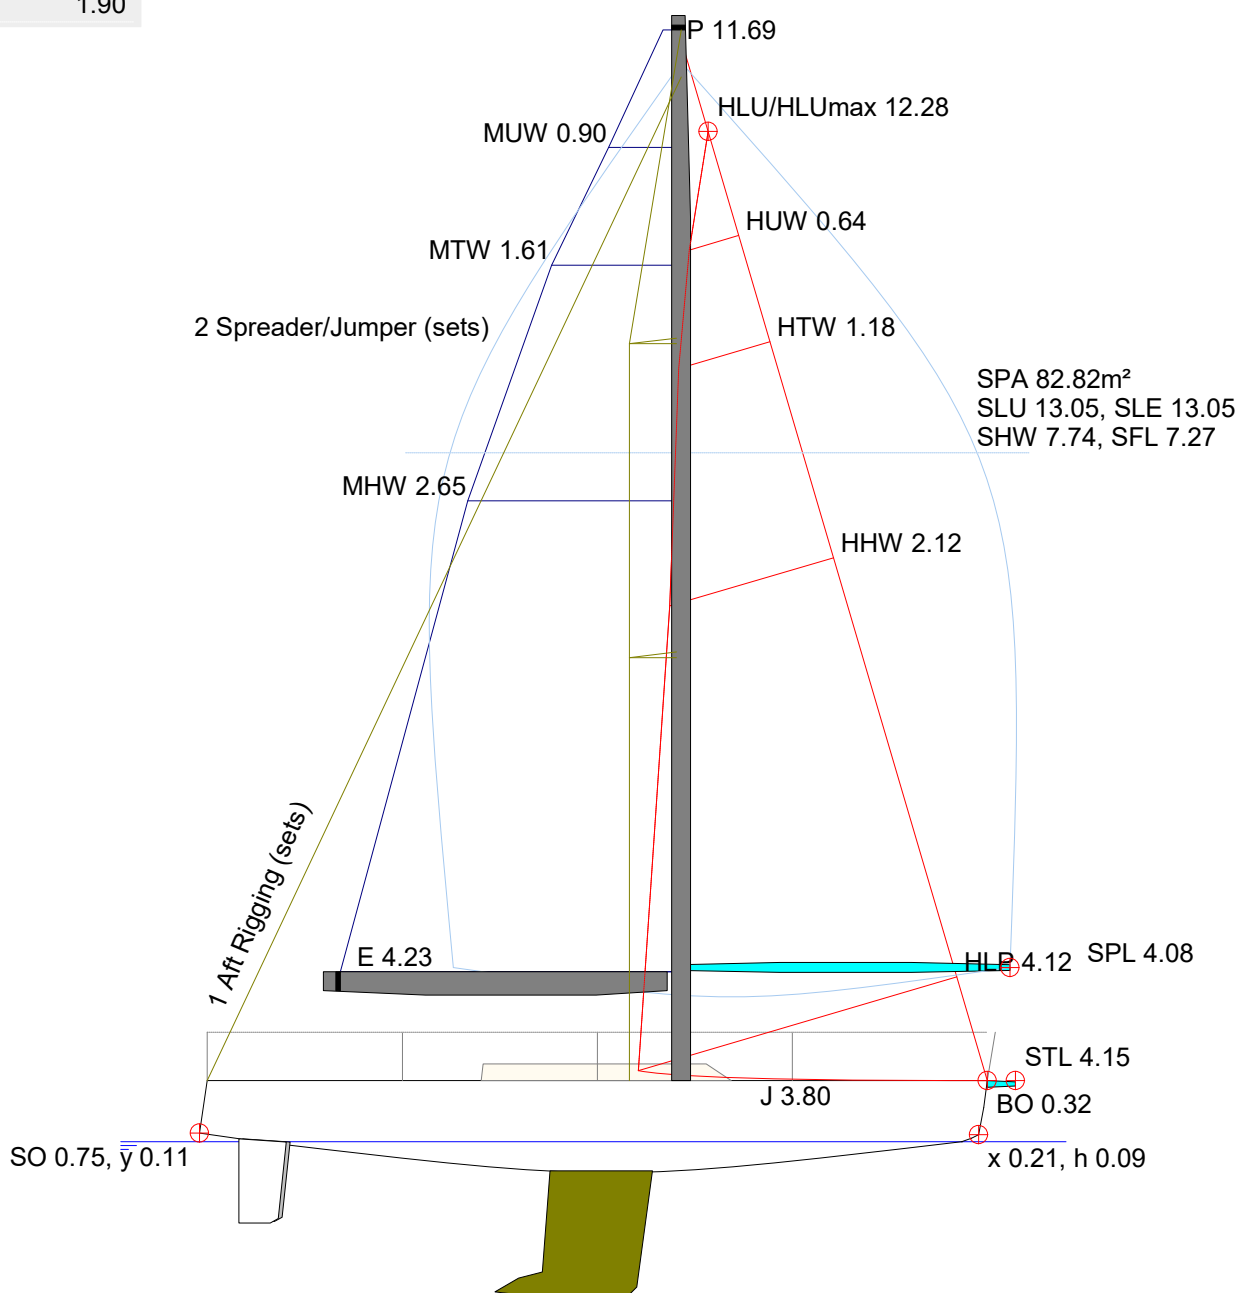 1.90
P 11.69
HLU/HLUmax 12.28
MUW 0.90
HUW 0.64
MTW 1.61
2 Spreader/Jumper (sets)
HTW 1.18
SPA 82.82m²
SLU 13.05, SLE 13.05
SHW 7.74, SFL 7.27
MHW 2.65
HHW 2.12
1 Aft Rigging (sets)
E 4.23
HLP 4.12
SPL 4.08
STL 4.15
J 3.80
BO 0.32
SO 0.75, y 0.11
x 0.21, h 0.09